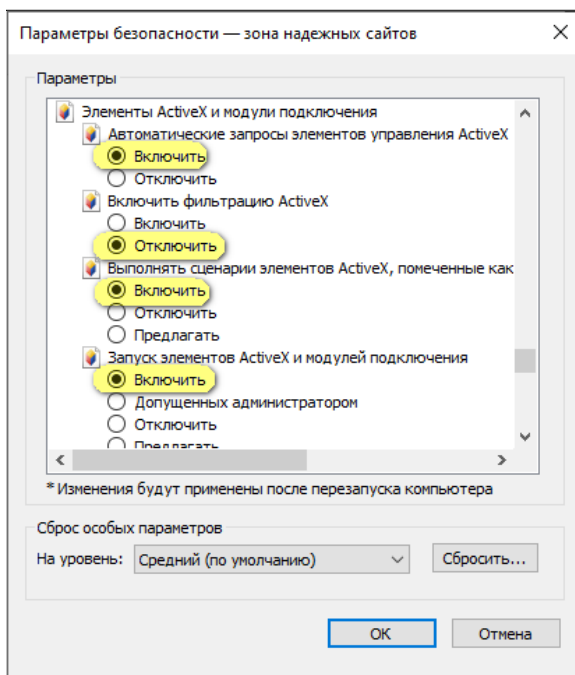 Параметры безопасности — зона надежных сайтов
Параметры
Элементы ActiveX и модули подключения
Автоматические запросы элементов управления ActiveX
Включить
Отключить
Включить фильтрацию ActiveX
Включить
Отключить
Выполнять сценарии элементов ActiveX, помеченные как
Включить
Отключить
Предлагать
Запуск элементов ActiveX и модулей подключения
Включить
Допущенных администратором
Отключить
Предлагать
* Изменения будут применены после перезапуска компьютера
Сброс особых параметров
На уровень: Средний (по умолчанию) Сбросить...
ОК Отмена